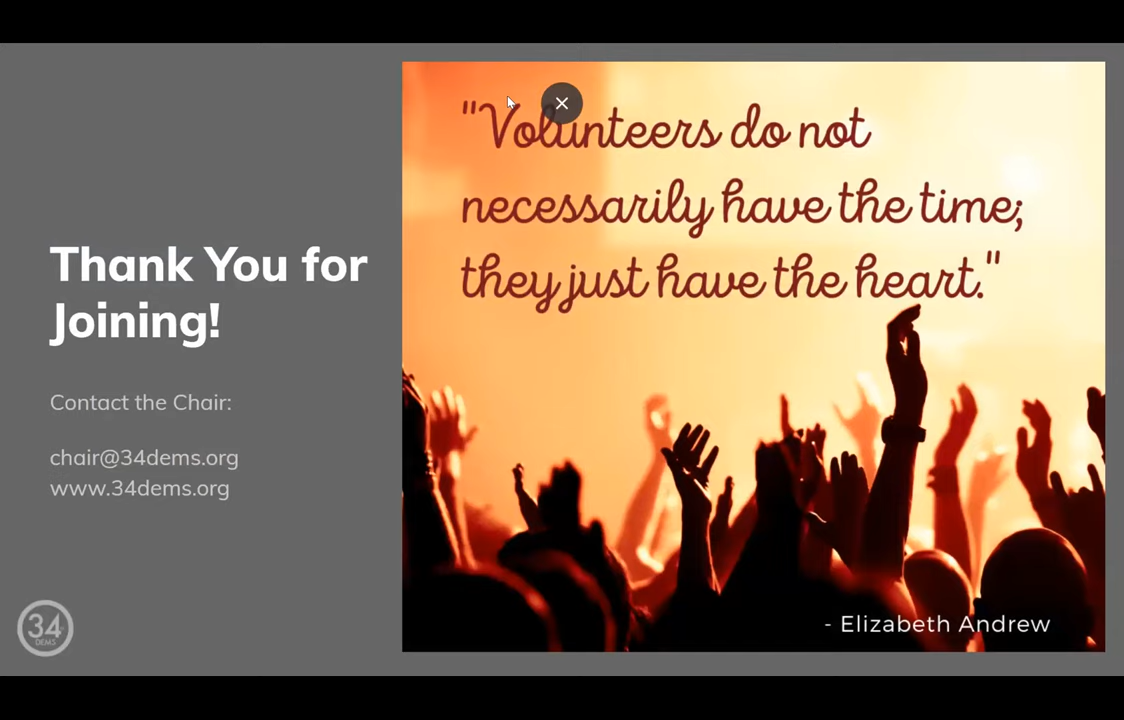 Thank You for
Joining!
Contact the Chair:
chair@34dems.org
www.34dems.org
34
DEMS
"Volunteers do not
necessarily have the time;
they just have the heart."
- Elizabeth Andrew